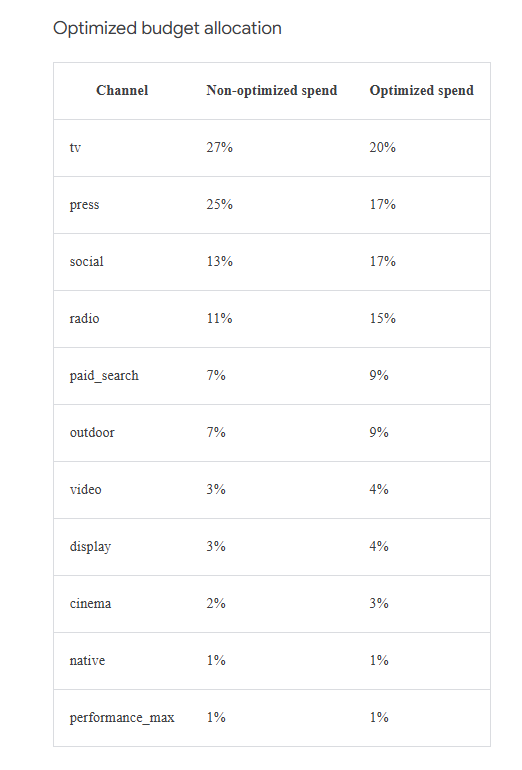 Optimized budget allocation
Channel Non-optimized spend Optimized spend
tv 27% 20%
press 25% 17%
social 13% 17%
radio 11% 15%
paid_search 7% 9%
outdoor 7% 9%
video 3% 4%
display 3% 4%
cinema 2% 3%
native 1% 1%
performance_max 1% 1%